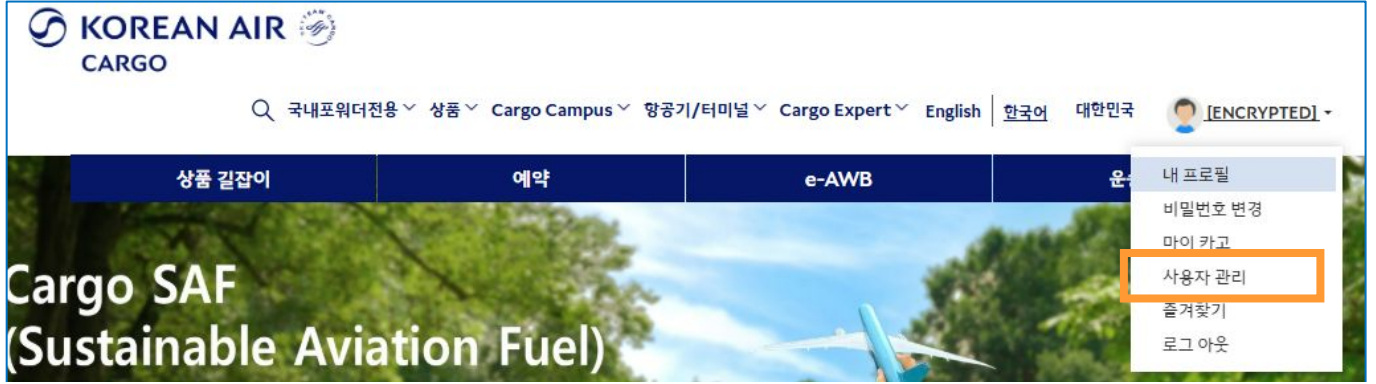 KOREAN AIR
CARGO
국내포워더전용 상품 Cargo Campus 항공기/터미널 Cargo Expert English 한국어 대한민국 [ENCRYPTED]
상품 길잡이 예약 e-AWB
내 프로필
비밀번호 변경
마이 카고
사용자 관리
즐겨찾기
로그 아웃
Cargo SAF
(Sustainable Aviation Fuel)